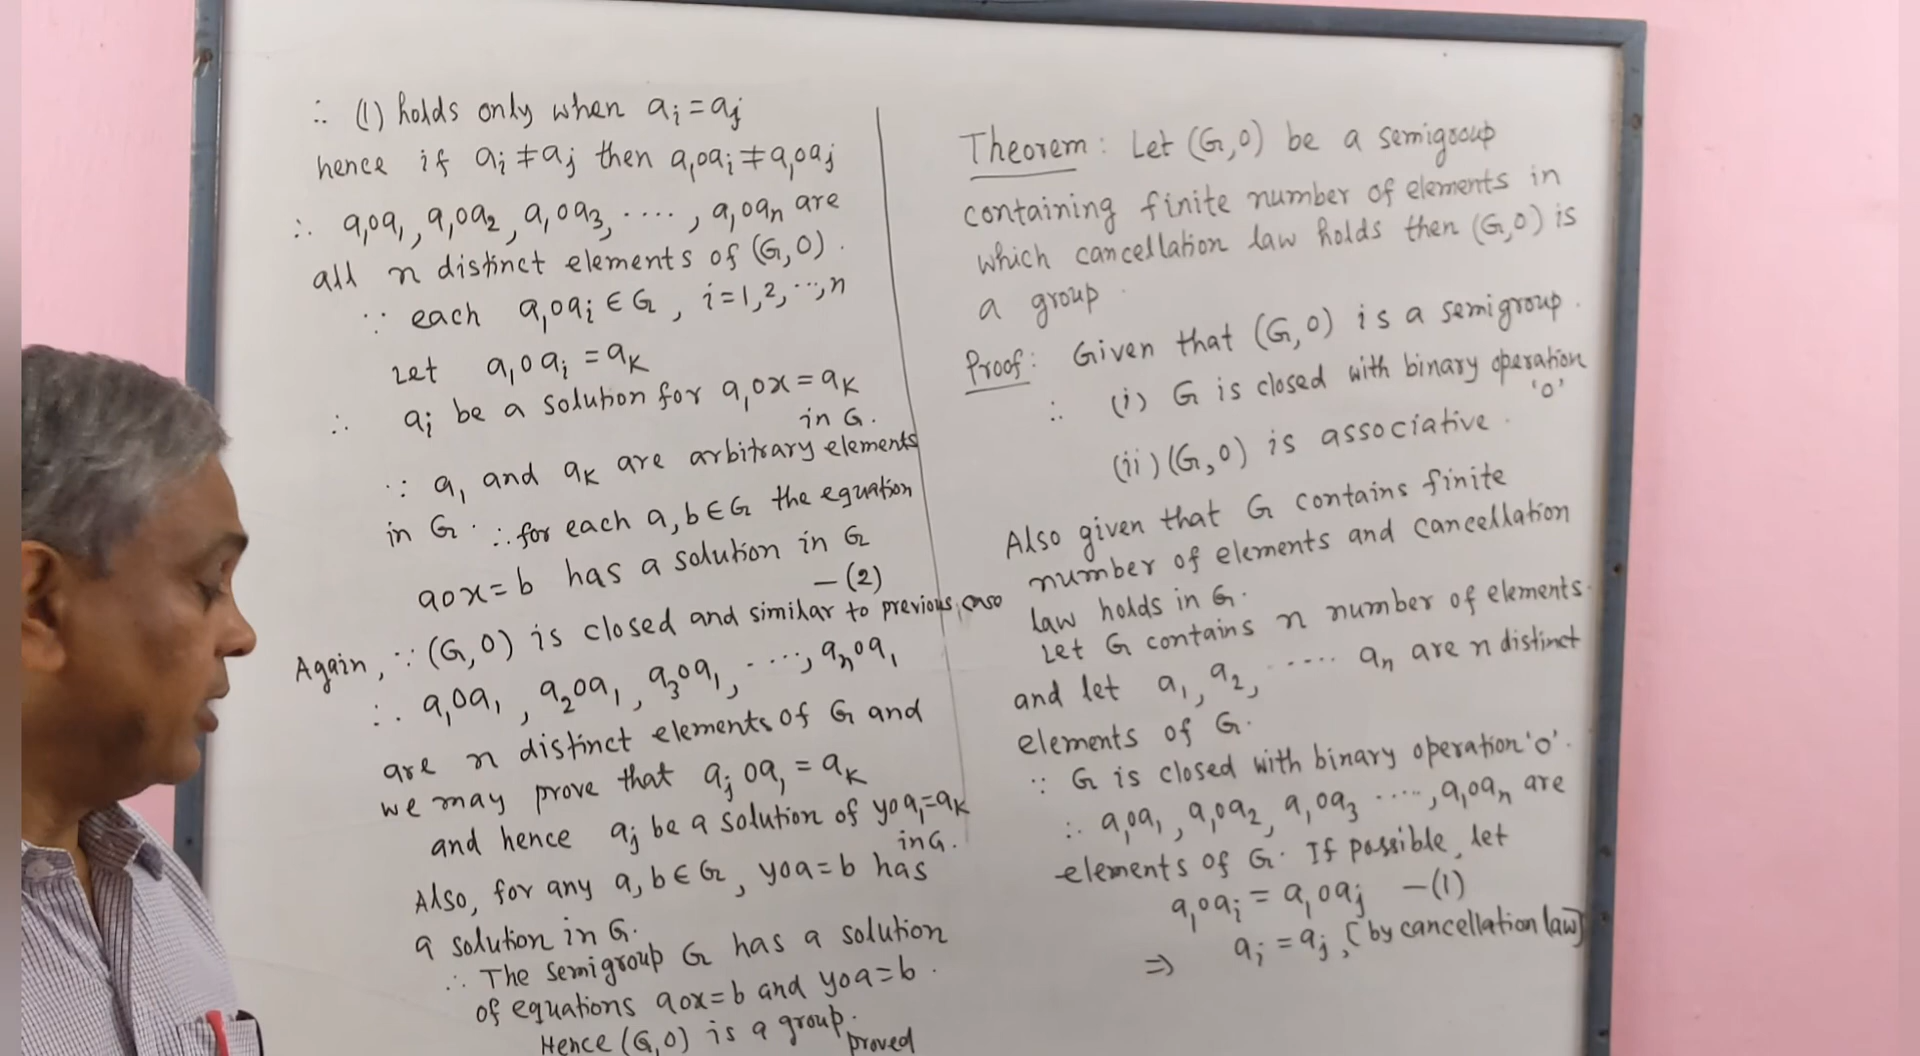 Theorem: Let (G,o) be a semigroup
containing finite number of elements in
which cancellation law holds then (G,o) is
a group.
Proof: Given that (G,o) is a semigroup.
∴ (i) G is closed with binary operation
'o'
(ii) (G,o) is associative.
Also given that G contains finite
number of elements and cancellation
law holds in G.
Let G contains n number of elements.
and let a₁, a₂, ..... aₙ are n distinct
elements of G.
∵ G is closed with binary operation 'o'.
∴ a₁oa₁, a₁oa₂, a₁oa₃ ....., a₁oaₙ are
elements of G. If possible, let
a₁oaᵢ = a₁oaⱼ —(1)
⇒ aᵢ = aⱼ, [by cancellation law]
∴ (1) holds only when aᵢ = aⱼ
hence if aᵢ ≠ aⱼ then a₁oaᵢ ≠ a₁oaⱼ
∴ a₁oa₁, a₁oa₂, a₁oa₃, ....., a₁oaₙ are
all n distinct elements of (G,o).
∵ each a₁oaᵢ ∈ G, i=1,2,...,n
Let a₁oaᵢ = aₖ
∴ aᵢ be a solution for a₁ox = aₖ
in G.
∵ a₁ and aₖ are arbitrary elements
in G. ∴ for each a,b ∈ G the equation
aox=b has a solution in G
—(2)
Again, ∵ (G,o) is closed and similar to previous case
∴ a₁oa₁, a₂oa₁, a₃oa₁, ....., aₙoa₁
are n distinct elements of G and
we may prove that aⱼoa₁ = aₖ
and hence aⱼ be a solution of yoa₁=aₖ
in G.
Also, for any a,b ∈ G, yoa=b has
a solution in G.
∴ The semigroup G has a solution
of equations aox=b and yoa=b.
Hence (G,o) is a group.
proved